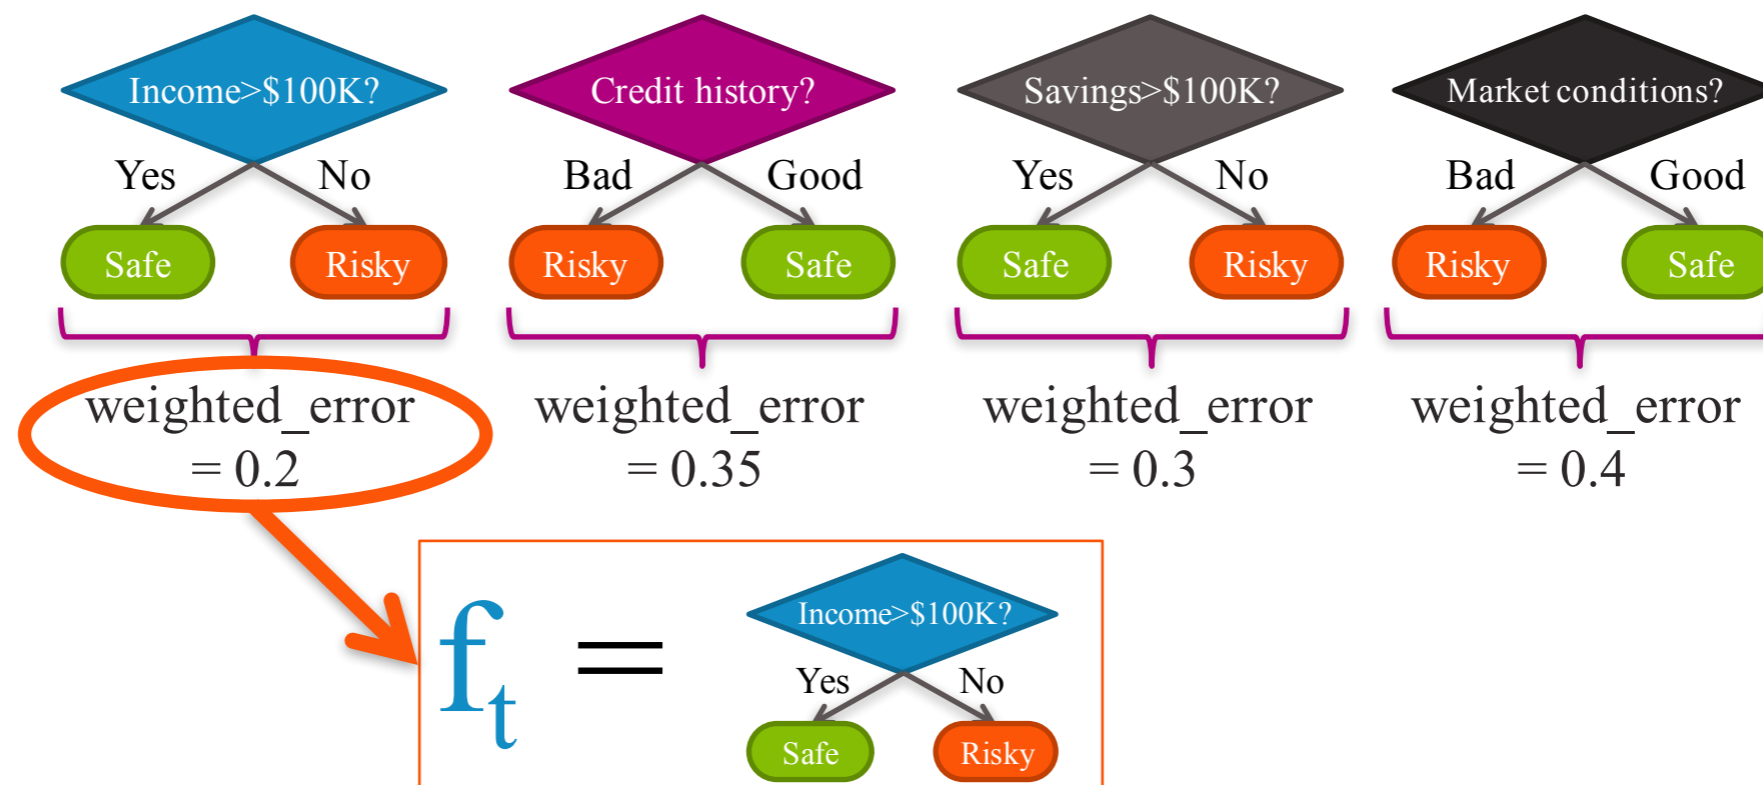 Income>$100K?
Credit history?
Savings>$100K?
Market conditions?
Yes No
Bad Good
Yes No
Bad Good
Safe Risky
Risky Safe
Safe Risky
Risky Safe
weighted_error
= 0.2
weighted_error
= 0.35
weighted_error
= 0.3
weighted_error
= 0.4
ft =
Income>$100K?
Yes No
Safe Risky